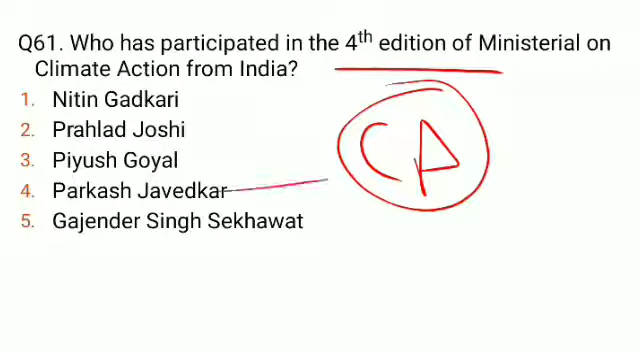 Q61. Who has participated in the 4th edition of Ministerial on
Climate Action from India?
1. Nitin Gadkari
2. Prahlad Joshi
3. Piyush Goyal
4. Parkash Javedkar
5. Gajender Singh Sekhawat
CA